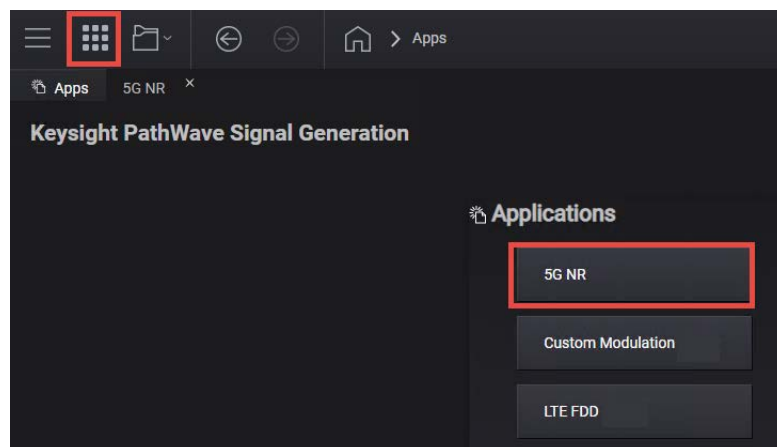 Apps
Apps 5G NR ×
Keysight PathWave Signal Generation
Applications
5G NR
Custom Modulation
LTE FDD